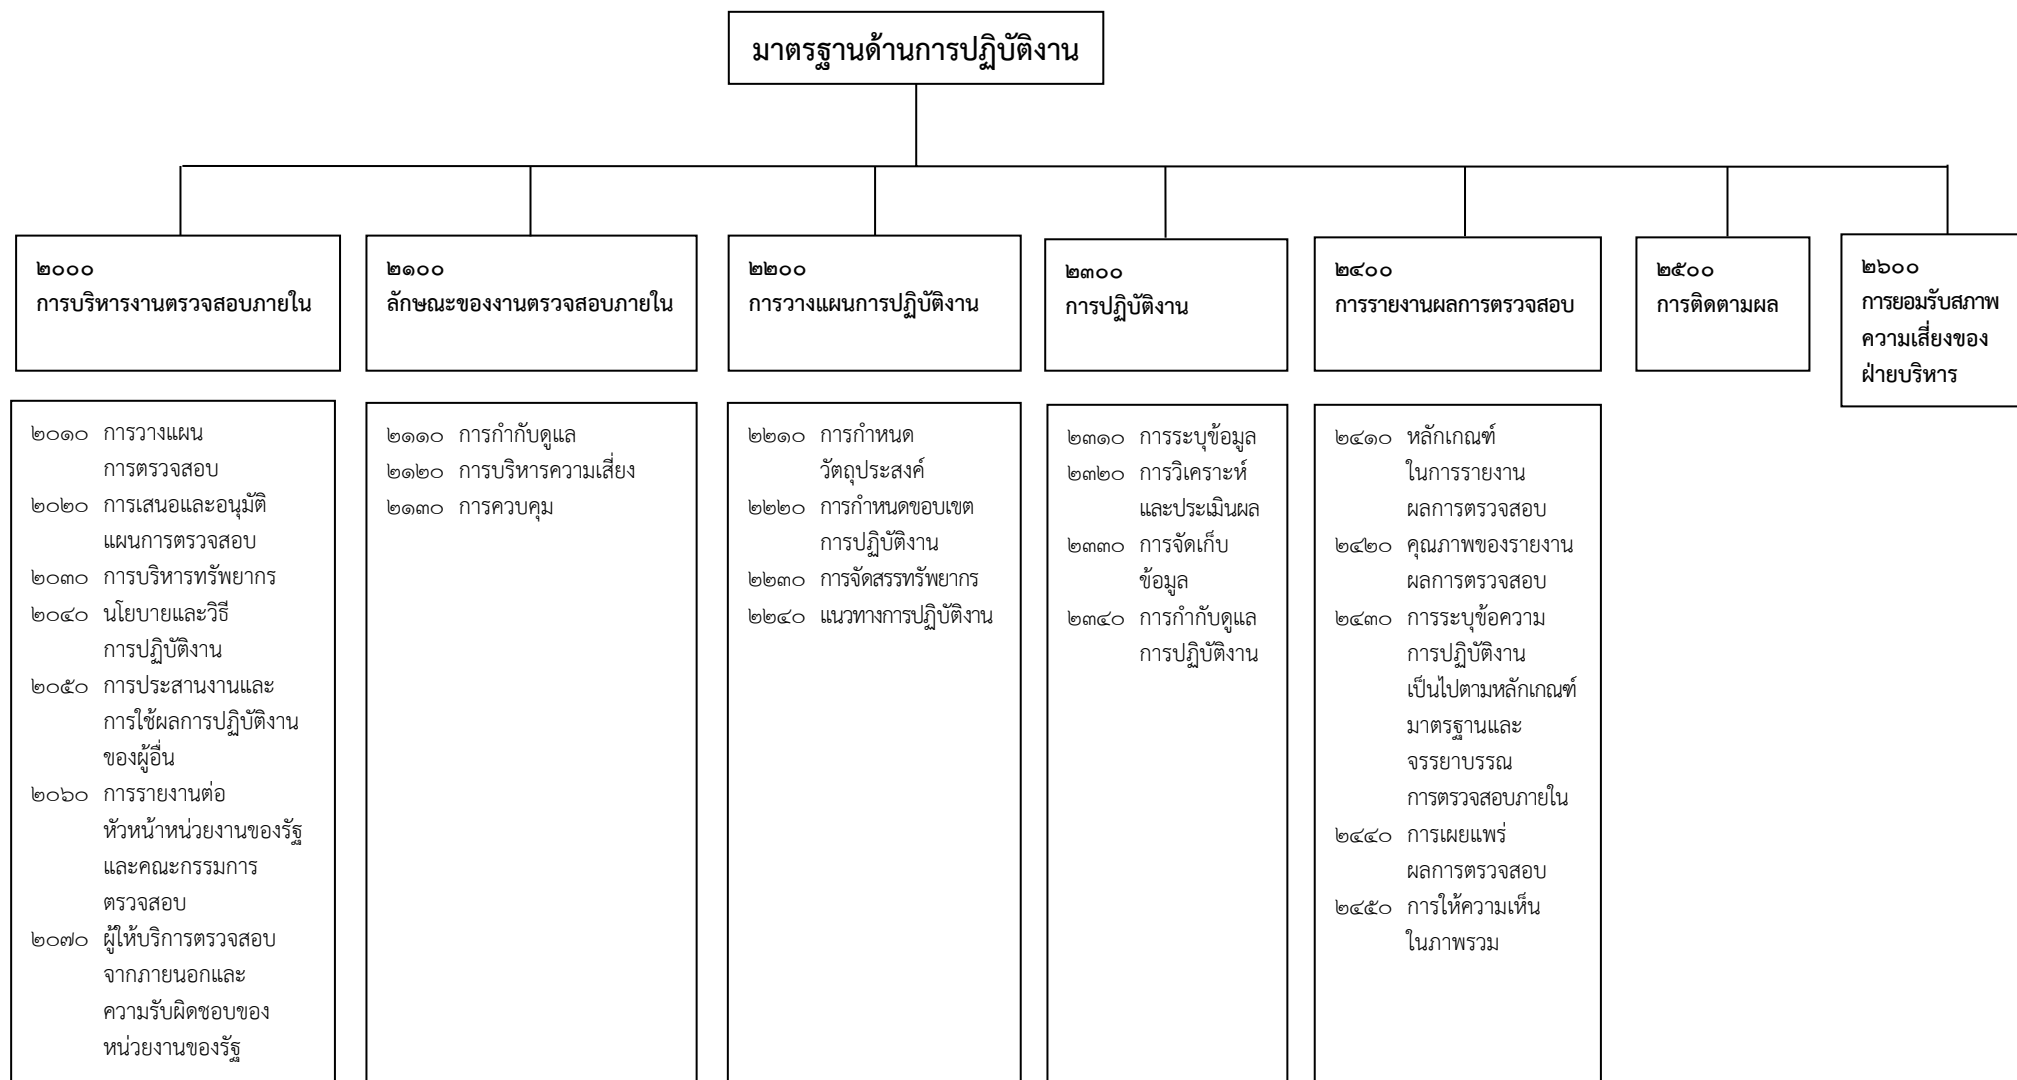 มาตรฐานด้านการปฏิบัติงาน
๒๐๐๐
การบริหารงานตรวจสอบภายใน
๒๑๐๐
ลักษณะของงานตรวจสอบภายใน
๒๒๐๐
การวางแผนการปฏิบัติงาน
๒๓๐๐
การปฏิบัติงาน
๒๔๐๐
การรายงานผลการตรวจสอบ
๒๕๐๐
การติดตามผล
๒๖๐๐
การยอมรับสภาพ
ความเสี่ยงของ
ฝ่ายบริหาร
๒๐๑๐ การวางแผน
การตรวจสอบ
๒๐๒๐ การเสนอและอนุมัติ
แผนการตรวจสอบ
๒๐๓๐ การบริหารทรัพยากร
๒๐๔๐ นโยบายและวิธี
การปฏิบัติงาน
๒๐๕๐ การประสานงานและ
การใช้ผลการปฏิบัติงาน
ของผู้อื่น
๒๐๖๐ การรายงานต่อ
หัวหน้าหน่วยงานของรัฐ
และคณะกรรมการ
ตรวจสอบ
๒๐๗๐ ผู้ให้บริการตรวจสอบ
จากภายนอกและ
ความรับผิดชอบของ
หน่วยงานของรัฐ
๒๑๑๐ การกำกับดูแล
๒๑๒๐ การบริหารความเสี่ยง
๒๑๓๐ การควบคุม
๒๒๑๐ การกำหนด
วัตถุประสงค์
๒๒๒๐ การกำหนดขอบเขต
การปฏิบัติงาน
๒๒๓๐ การจัดสรรทรัพยากร
๒๒๔๐ แนวทางการปฏิบัติงาน
๒๓๑๐ การระบุข้อมูล
๒๓๒๐ การวิเคราะห์
และประเมินผล
๒๓๓๐ การจัดเก็บ
ข้อมูล
๒๓๔๐ การกำกับดูแล
การปฏิบัติงาน
๒๔๑๐ หลักเกณฑ์
ในการรายงาน
ผลการตรวจสอบ
๒๔๒๐ คุณภาพของรายงาน
ผลการตรวจสอบ
๒๔๓๐ การระบุข้อความ
การปฏิบัติงาน
เป็นไปตามหลักเกณฑ์
มาตรฐานและ
จรรยาบรรณ
การตรวจสอบภายใน
๒๔๔๐ การเผยแพร่
ผลการตรวจสอบ
๒๔๕๐ การให้ความเห็น
ในภาพรวม